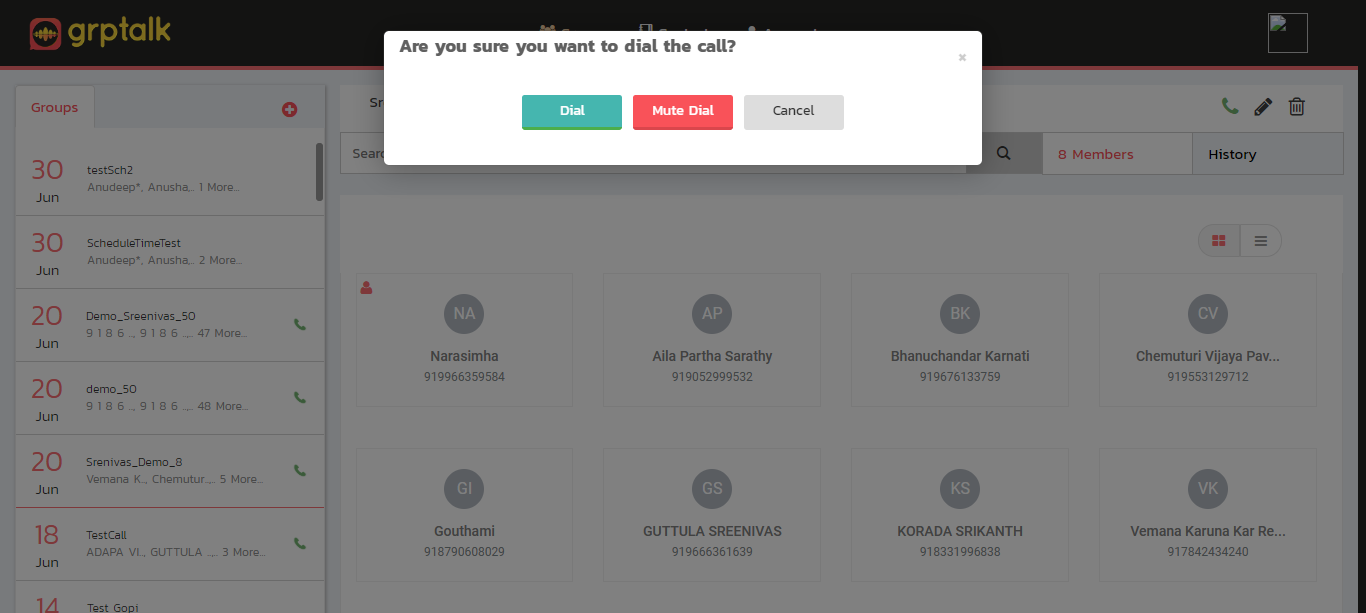 grptalk
Are you sure you want to dial the call?
×
Dial
Mute Dial
Cancel
Groups
Sr
8 Members
History
30
Jun
testSch2
Anudeep*, Anusha,.. 1 More...
30
Jun
ScheduleTimeTest
Anudeep*, Anusha,.. 2 More...
20
Jun
Demo_Sreenivas_50
9 1 8 6 .., 9 1 8 6 ..,.. 47 More...
20
Jun
demo_50
9 1 8 6 .., 9 1 8 6 ..,.. 48 More...
20
Jun
Srenivas_Demo_8
Vemana K.., Chemutur..,.. 5 More...
18
Jun
TestCall
ADAPA VI.., GUTTULA ..,.. 3 More...
14
Test Gopi
NA
Narasimha
919966359584
AP
Aila Partha Sarathy
919052999532
BK
Bhanuchandar Karnati
919676133759
CV
Chemuturi Vijaya Pav...
919553129712
GI
Gouthami
918790608029
GS
GUTTULA SREENIVAS
919666361639
KS
KORADA SRIKANTH
918331996838
VK
Vemana Karuna Kar Re...
917842434240